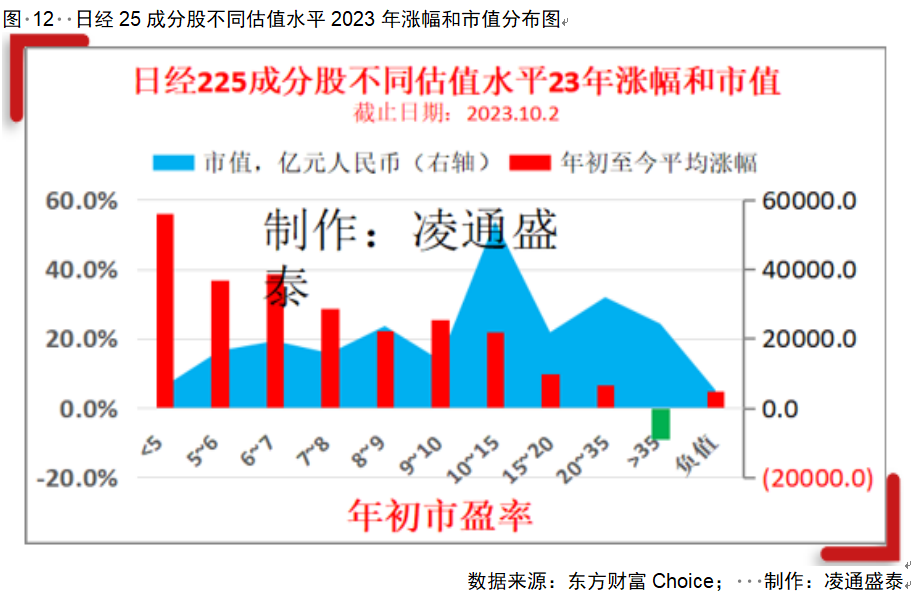 图 12  日经 25 成分股不同估值水平 2023 年涨幅和市值分布图
日经225成分股不同估值水平23年涨幅和市值
截止日期：2023.10.2
市值，亿元人民币（右轴） 年初至今平均涨幅
制作：凌通盛
泰
60.0% 60000.0
40.0% 40000.0
20.0% 20000.0
0.0% 0.0
-20.0% (20000.0)
<5 5~6 6~7 7~8 8~9 9~10 10~15 15~20 20~35 >35 负值
年初市盈率
数据来源：东方财富 Choice；   制作：凌通盛泰